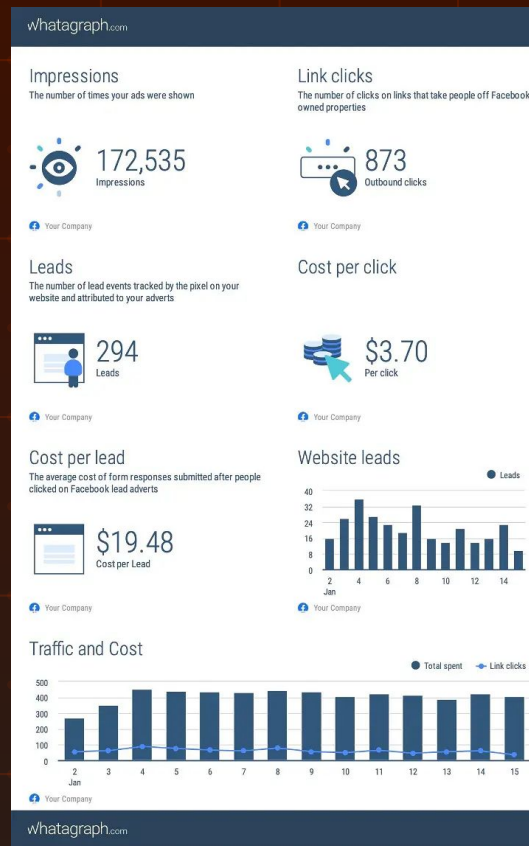 whatagraph.com
Impressions
The number of times your ads were shown
172,535
Impressions
Your Company
Link clicks
The number of clicks on links that take people off Facebook
owned properties
873
Outbound clicks
Your Company
Leads
The number of lead events tracked by the pixel on your
website and attributed to your adverts
294
Leads
Your Company
Cost per click
$3.70
Per click
Your Company
Cost per lead
The average cost of form responses submitted after people
clicked on Facebook lead adverts
$19.48
Cost per Lead
Your Company
Website leads
Leads
40
32
24
16
8
0
2 4 6 8 10 12 14
Jan
Your Company
Traffic and Cost
Total spent Link clicks
500
400
300
200
100
0
2 3 4 5 6 7 8 9 10 11 12 13 14 15
Jan
Your Company
whatagraph.com